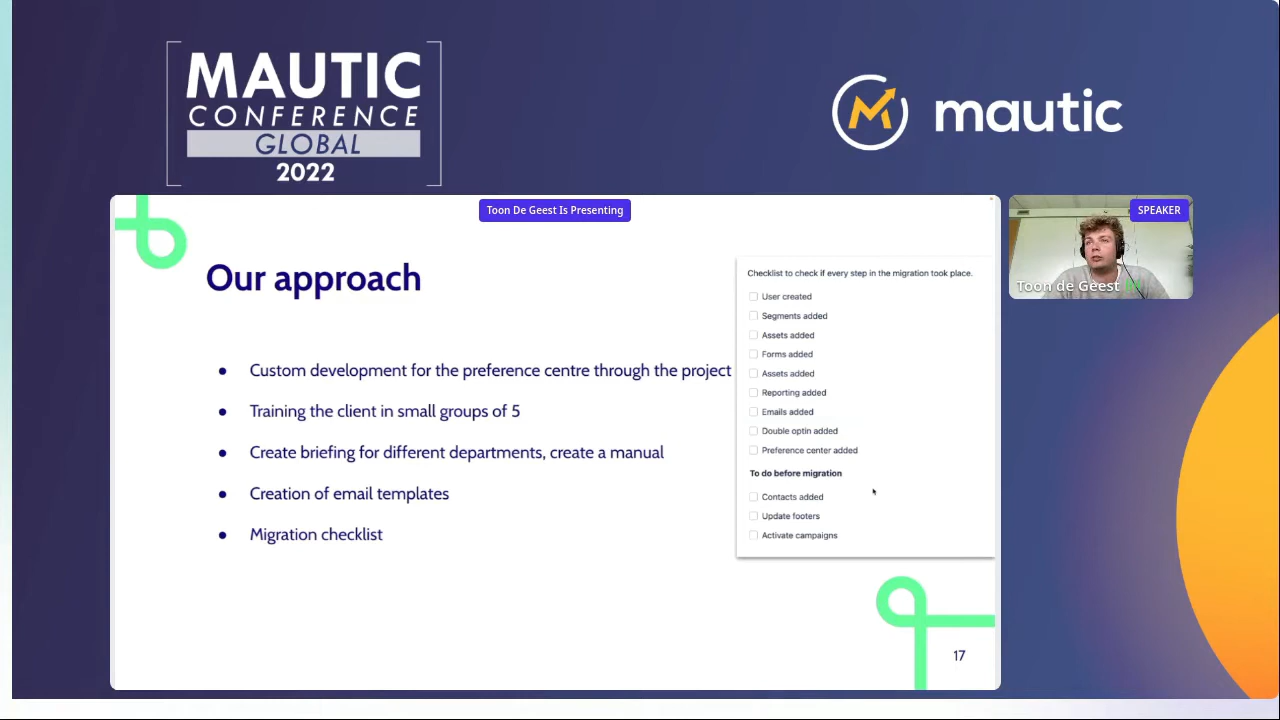 MAUTIC
CONFERENCE
GLOBAL
2022
mautic
Toon De Geest Is Presenting
SPEAKER
Toon de Geest
Our approach
Custom development for the preference centre through the project
Training the client in small groups of 5
Create briefing for different departments, create a manual
Creation of email templates
Migration checklist
Checklist to check if every step in the migration took place.
User created
Segments added
Assets added
Forms added
Assets added
Reporting added
Emails added
Double optin added
Preference center added
To do before migration
Contacts added
Update footers
Activate campaigns
17